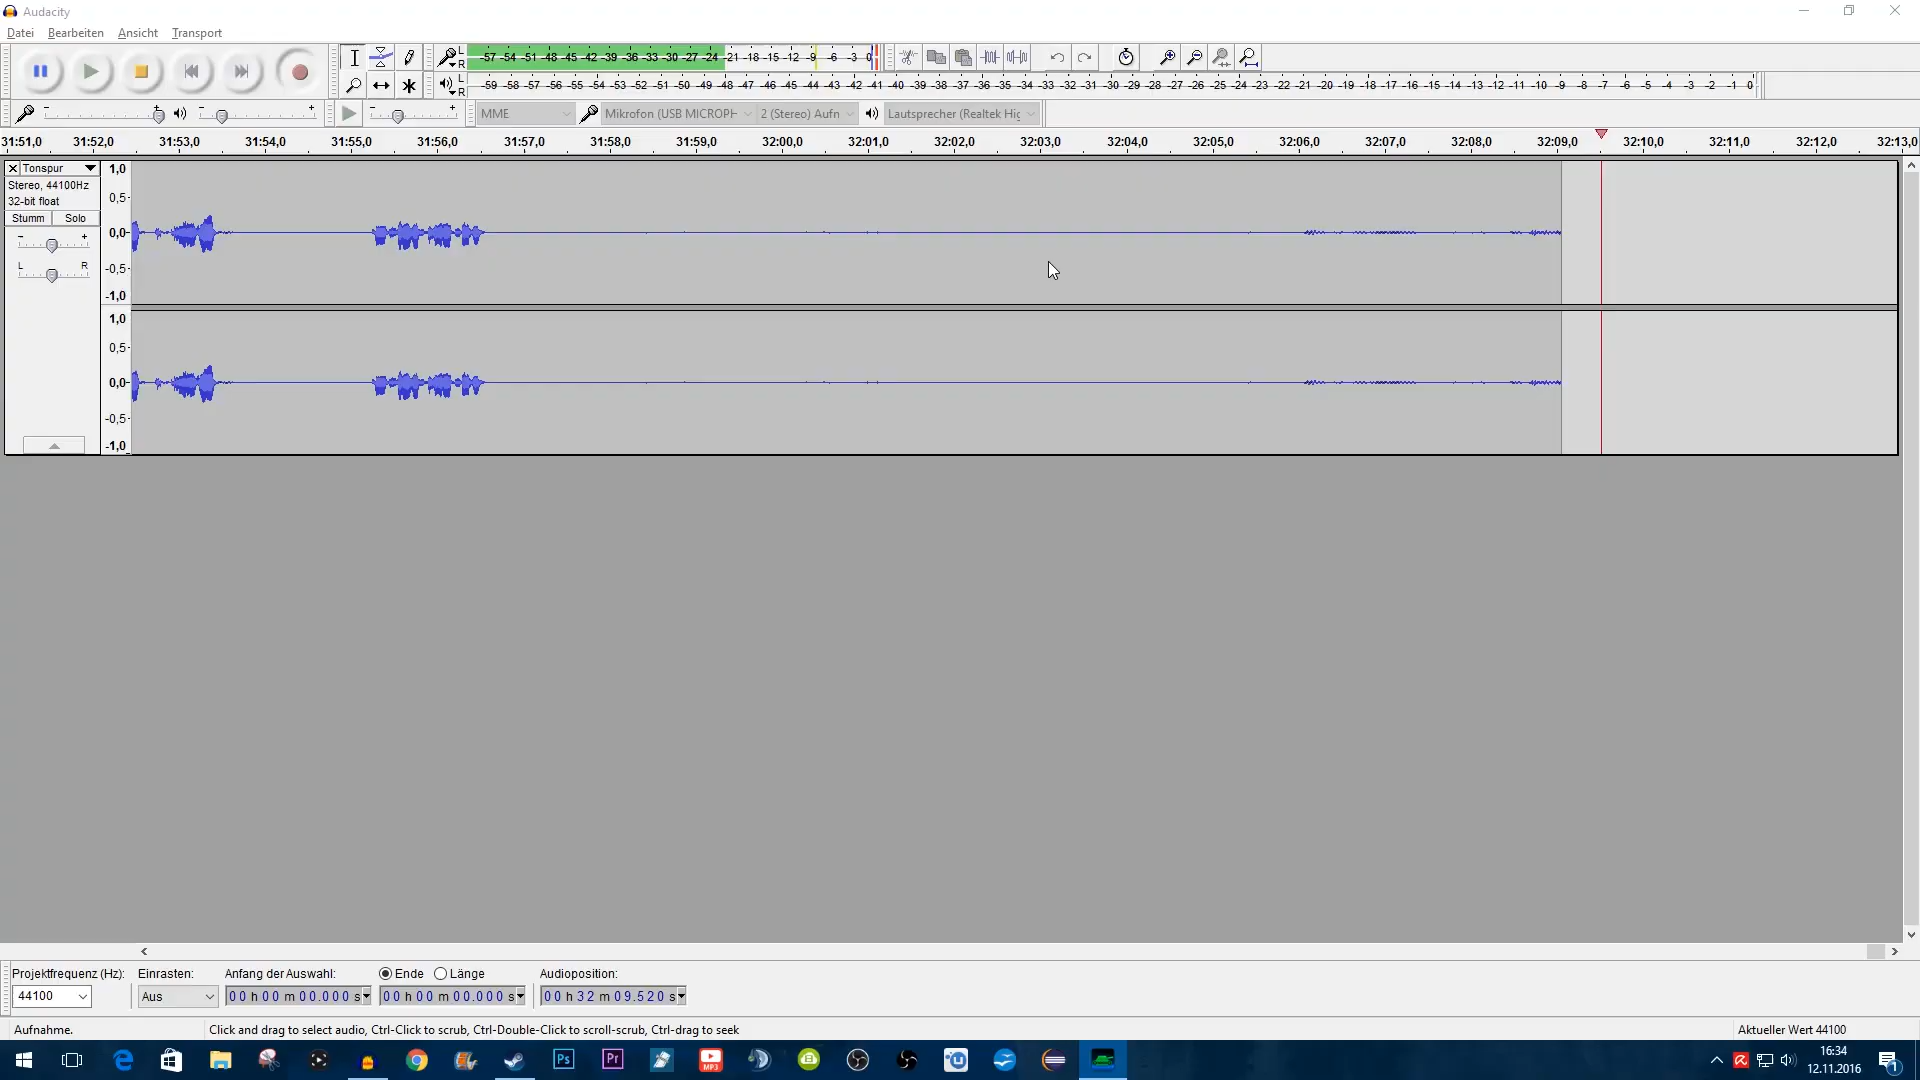 Audacity
Datei Bearbeiten Ansicht Transport
L R -57 -54 -51 -48 -45 -42 -39 -36 -33 -30 -27 -24 -21 -18 -15 -12 -9 -6 -3 0
L R -59 -58 -57 -56 -55 -54 -53 -52 -51 -50 -49 -48 -47 -46 -45 -44 -43 -42 -41 -40 -39 -38 -37 -36 -35 -34 -33 -32 -31 -30 -29 -28 -27 -26 -25 -24 -23 -22 -21 -20 -19 -18 -17 -16 -15 -14 -13 -12 -11 -10 -9 -8 -7 -6 -5 -4 -3 -2 -1 0
- + - + - + MME Mikrofon (USB MICROPH 2 (Stereo) Aufn Lautsprecher (Realtek Hig
31:51,0 31:52,0 31:53,0 31:54,0 31:55,0 31:56,0 31:57,0 31:58,0 31:59,0 32:00,0 32:01,0 32:02,0 32:03,0 32:04,0 32:05,0 32:06,0 32:07,0 32:08,0 32:09,0 32:10,0 32:11,0 32:12,0 32:13,0
Tonspur
Stereo, 44100Hz
32-bit float
Stumm Solo
- +
L R
1,0
0,5-
0,0-
-0,5-
-1,0
1,0
0,5-
0,0-
-0,5-
-1,0
Projektfrequenz (Hz): Einrasten: Anfang der Auswahl: Ende Länge Audioposition:
44100 Aus 00 h 00 m 00.000 s 00 h 00 m 00.000 s 00 h 32 m 09.520 s
Aufnahme. Click and drag to select audio, Ctrl-Click to scrub, Ctrl-Double-Click to scroll-scrub, Ctrl-drag to seek Aktueller Wert 44100
Ps Pr MP3
16:34
12.11.2016
1